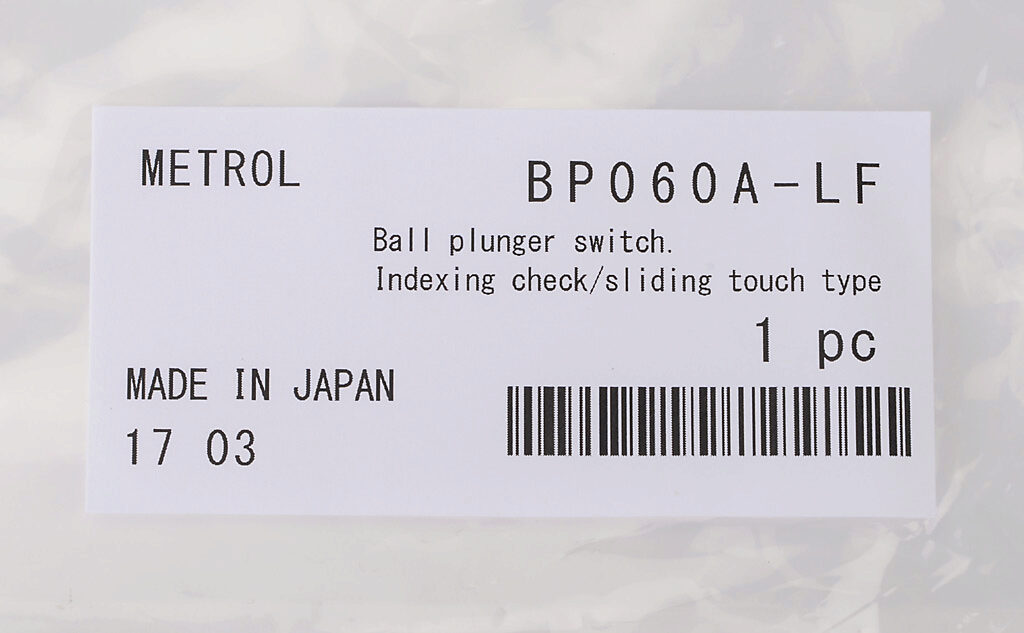 METROL
BP060A-LF
Ball plunger switch.
Indexing check/sliding touch type
1 pc
MADE IN JAPAN
17 03